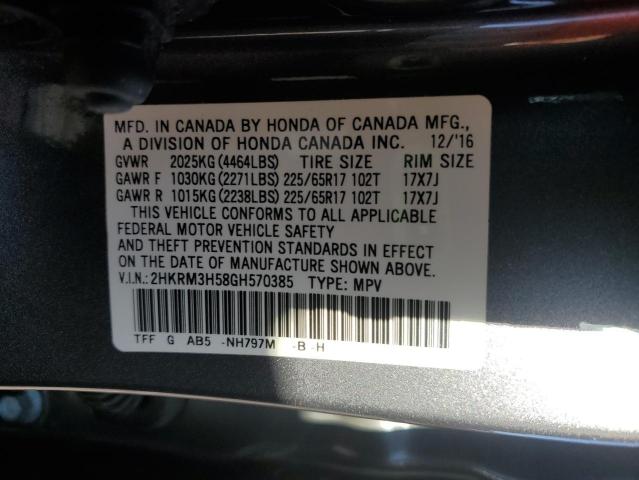 MFD. IN CANADA BY HONDA OF CANADA MFG.,
A DIVISION OF HONDA CANADA INC. 12/'16
GVWR 2025KG (4464LBS) TIRE SIZE RIM SIZE
GAWR F 1030KG (2271LBS) 225/65R17 102T 17X7J
GAWR R 1015KG (2238LBS) 225/65R17 102T 17X7J
THIS VEHICLE CONFORMS TO ALL APPLICABLE
FEDERAL MOTOR VEHICLE SAFETY
AND THEFT PREVENTION STANDARDS IN EFFECT
ON THE DATE OF MANUFACTURE SHOWN ABOVE.
V.I.N.: 2HKRM3H58GH570385 TYPE: MPV
TFF G AB5 -NH797M -B -H